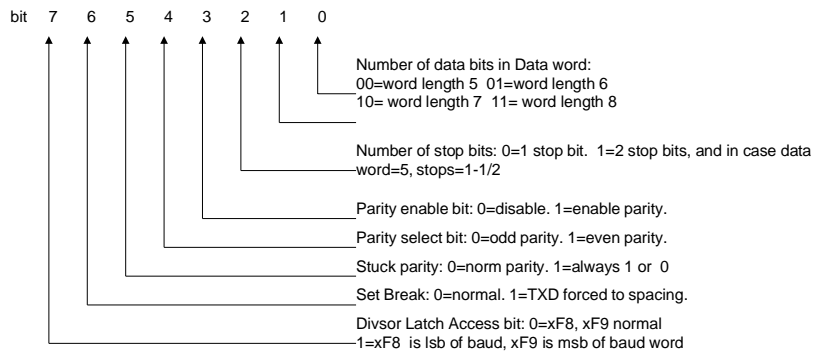 bit 7 6 5 4 3 2 1 0
Number of data bits in Data word:
00=word length 5 01=word length 6
10= word length 7 11= word length 8
Number of stop bits: 0=1 stop bit. 1=2 stop bits, and in case data
word=5, stops=1-1/2
Parity enable bit: 0=disable. 1=enable parity.
Parity select bit: 0=odd parity. 1=even parity.
Stuck parity: 0=norm parity. 1=always 1 or 0
Set Break: 0=normal. 1=TXD forced to spacing.
Divsor Latch Access bit: 0=xF8, xF9 normal
1=xF8 is lsb of baud, xF9 is msb of baud word